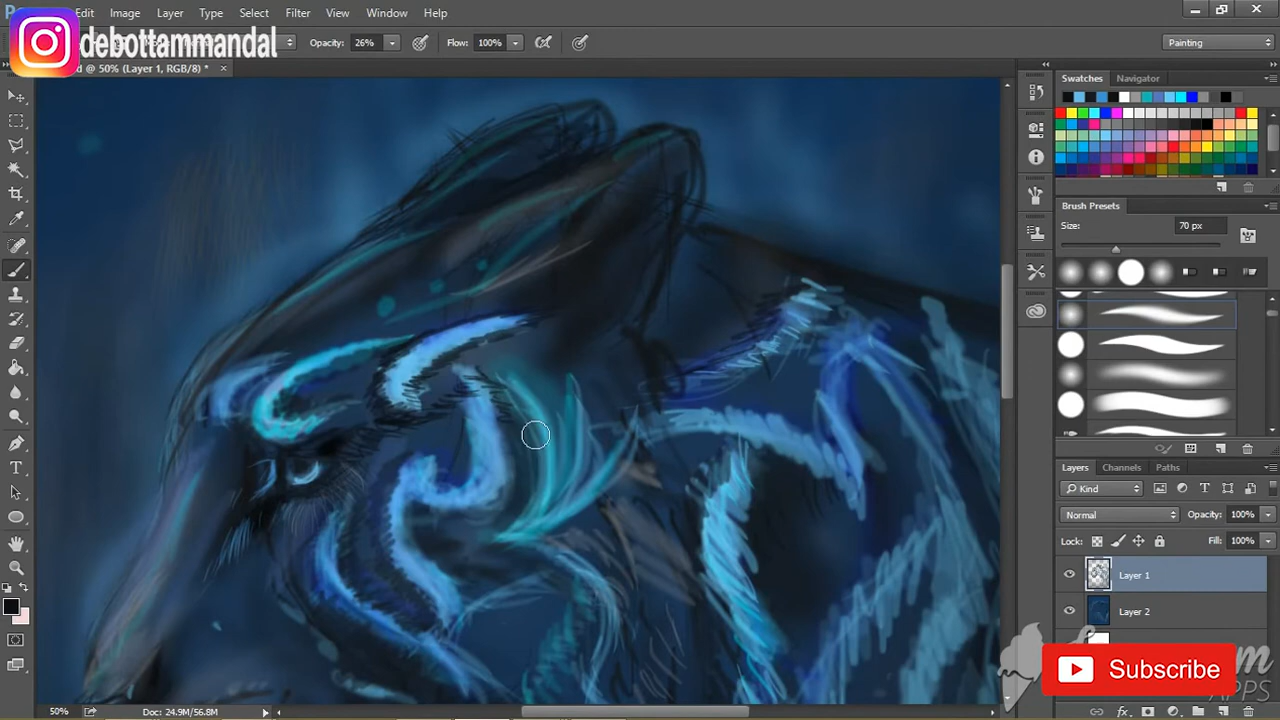 Edit Image Layer Type Select Filter View Window Help
debottammandal
Opacity: 26% Flow: 100% Painting
d @ 50% (Layer 1, RGB/8) * ×
Swatches Navigator
Brush Presets
Size: 70 px
Layers Channels Paths
Kind
Normal Opacity: 100%
Lock: Fill: 100%
Layer 1
Layer 2
Subscribe
APPS
50% Doc: 24.9M/56.8M